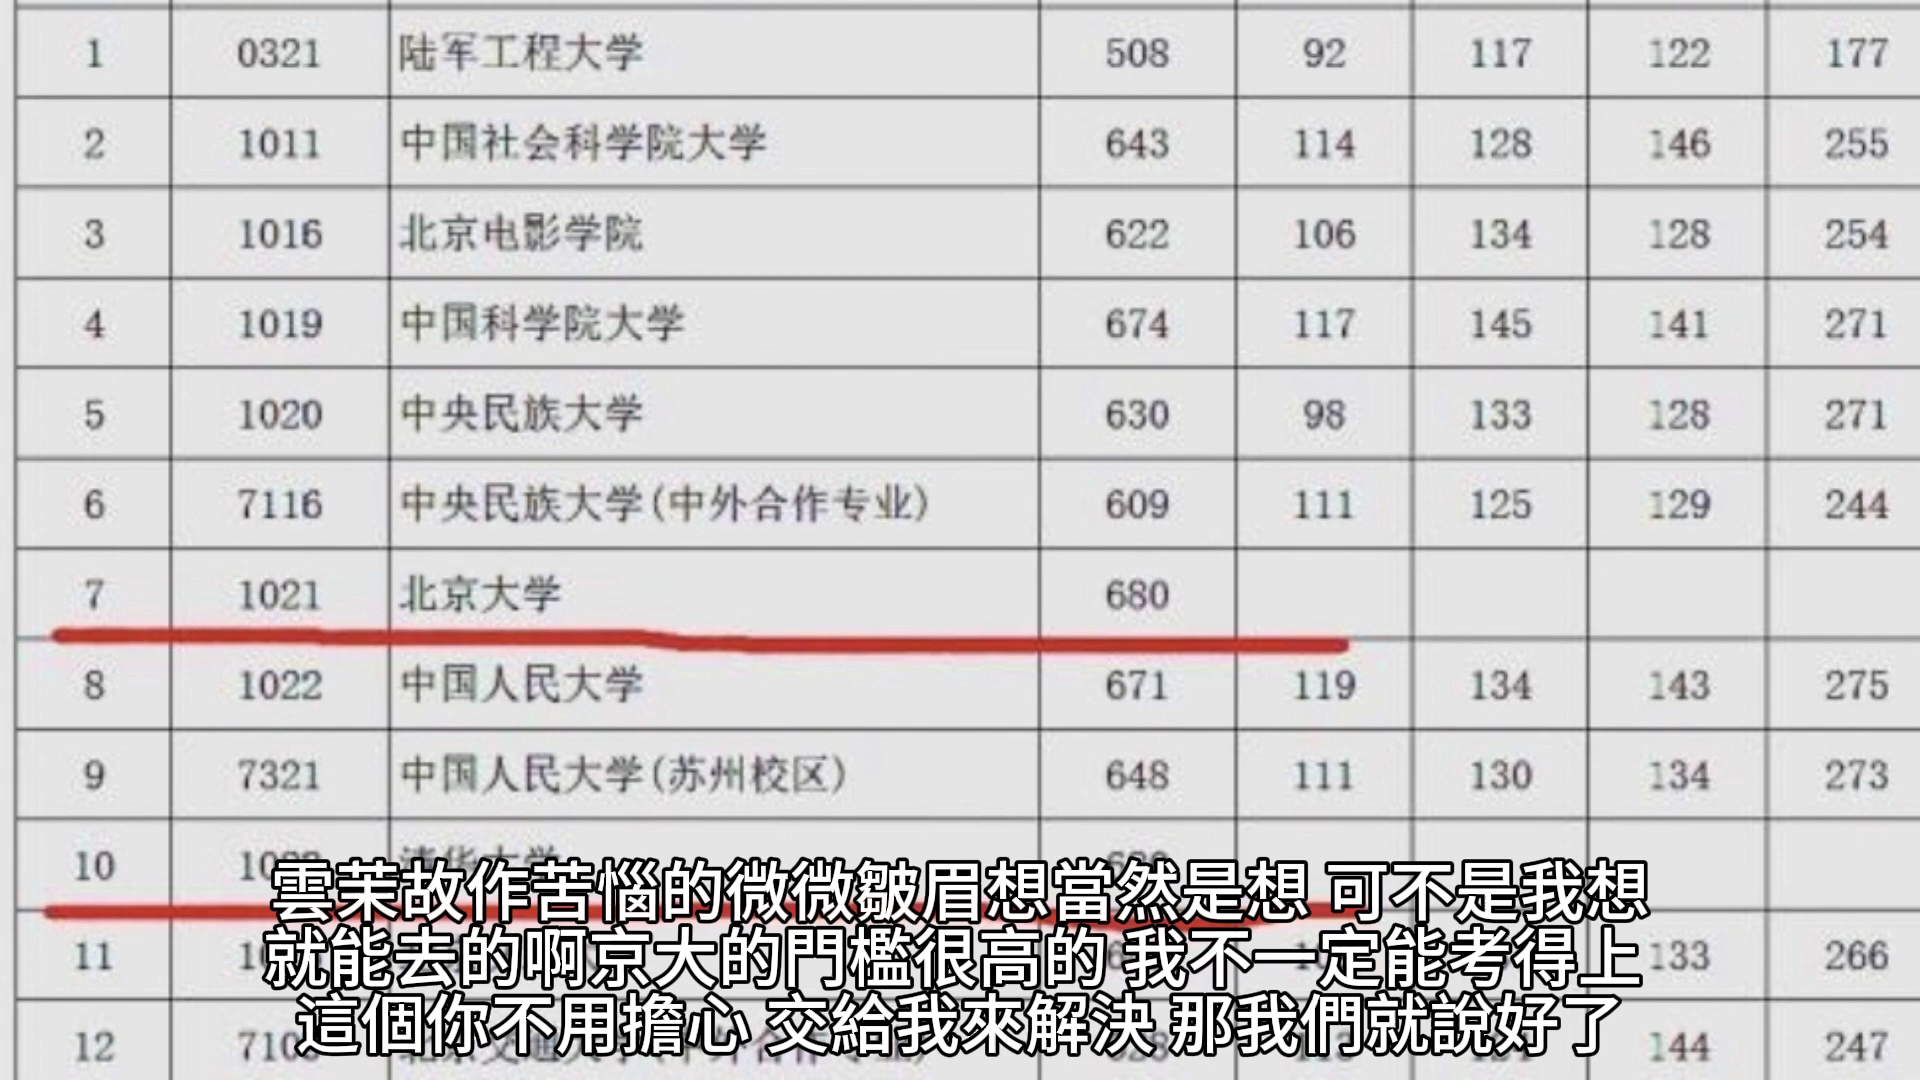 1 0321 陆军工程大学 508 92 117 122 177
2 1011 中国社会科学院大学 643 114 128 146 255
3 1016 北京电影学院 622 106 134 128 254
4 1019 中国科学院大学 674 117 145 141 271
5 1020 中央民族大学 630 98 133 128 271
6 7116 中央民族大学(中外合作专业) 609 111 125 129 244
7 1021 北京大学 680
8 1022 中国人民大学 671 119 134 143 275
9 7321 中国人民大学(苏州校区) 648 111 130 134 273
10 清华大学
11 133 266
12 144 247
雲茉故作苦惱的微微皺眉想當然是想 可不是我想
就能去的啊京大的門檻很高的 我不一定能考得上
這個你不用擔心 交給我來解決 那我們就說好了